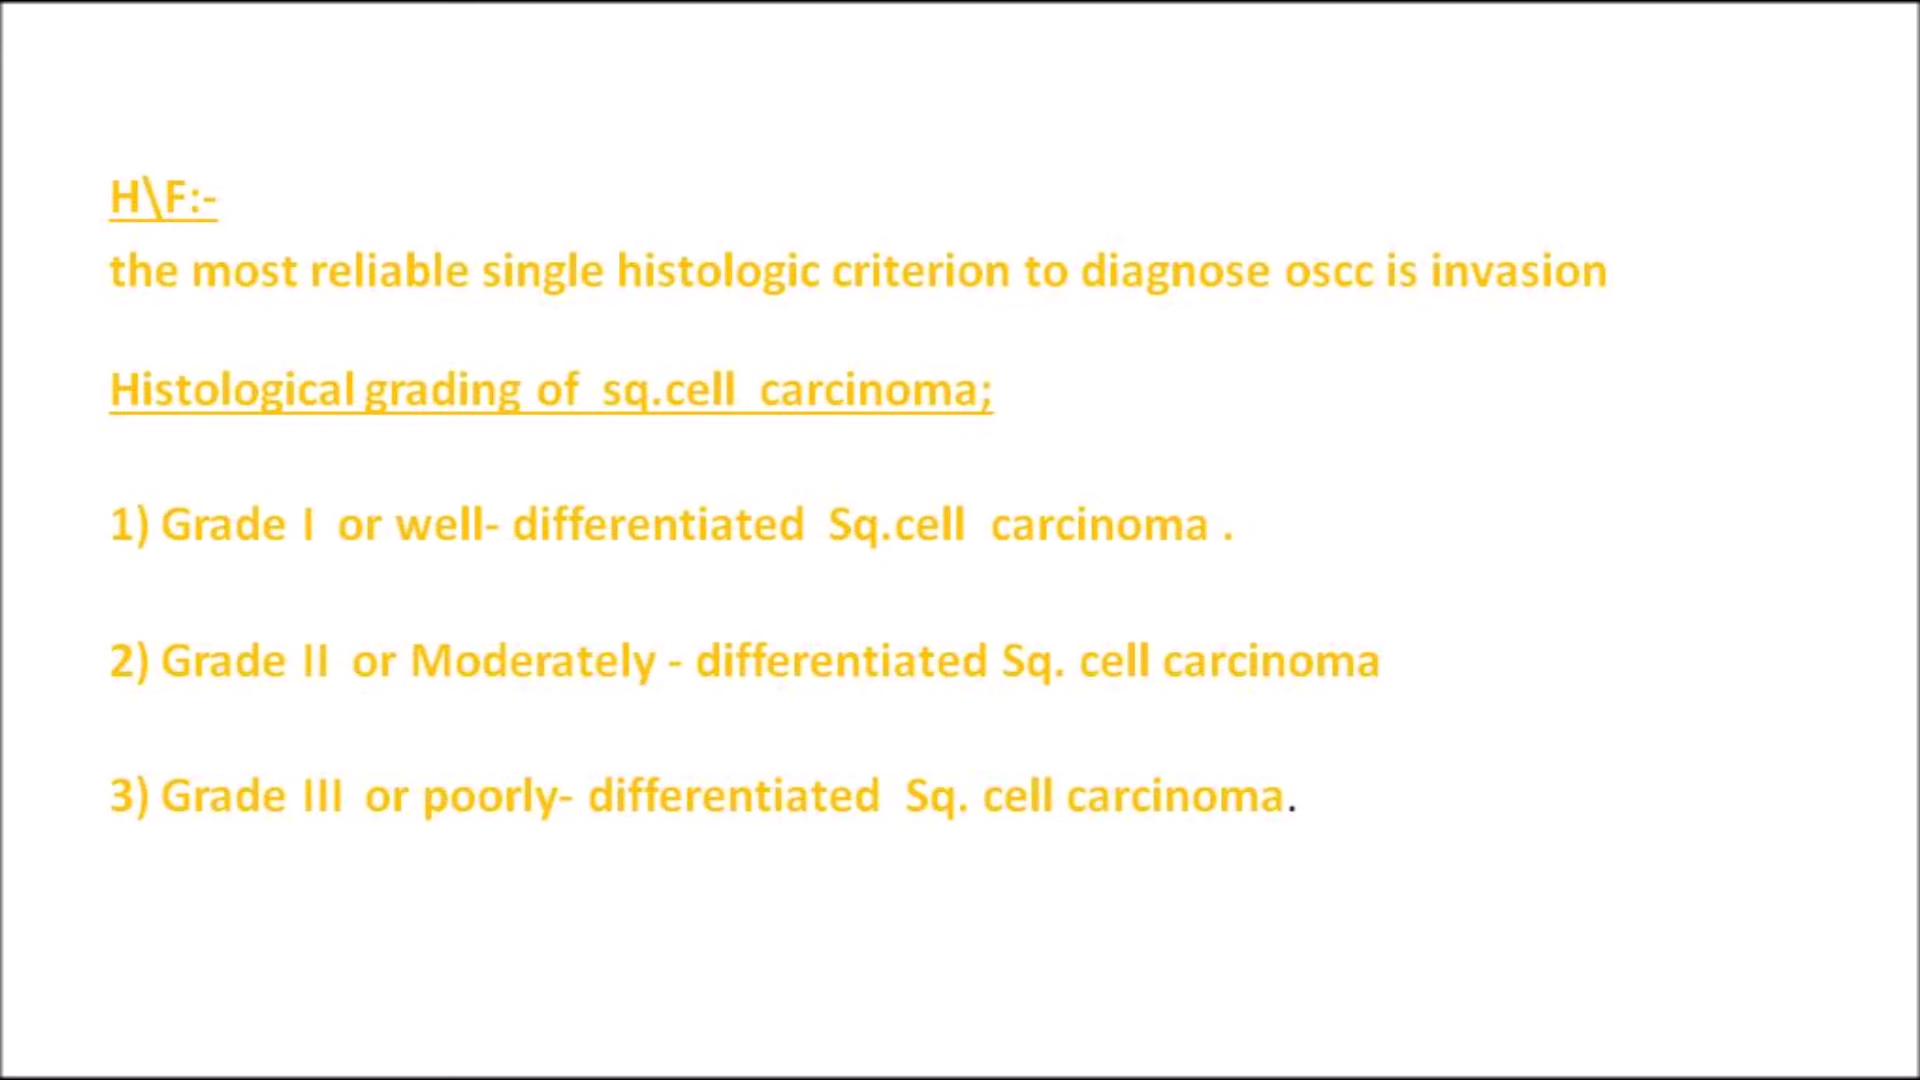 H\F:-
the most reliable single histologic criterion to diagnose oscc is invasion
Histological grading of sq.cell carcinoma;
1) Grade I or well- differentiated Sq.cell carcinoma .
2) Grade II or Moderately - differentiated Sq. cell carcinoma
3) Grade III or poorly- differentiated Sq. cell carcinoma.